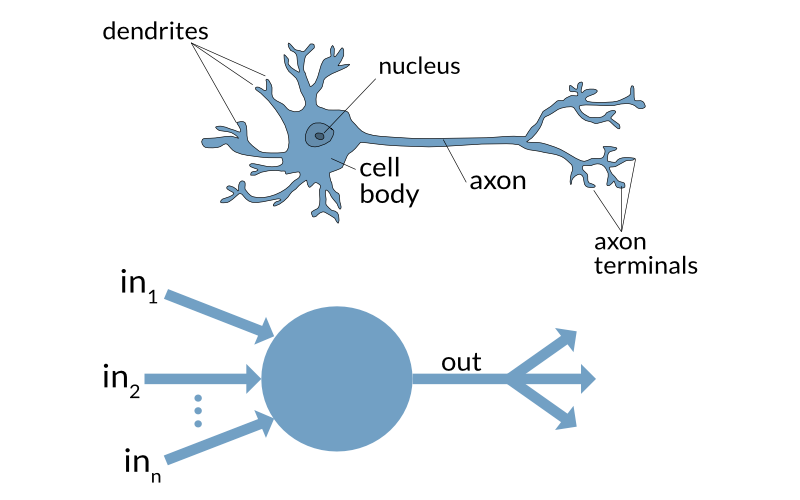 dendrites
nucleus
cell
body
axon
axon
terminals
in₁
in₂
inₙ
out